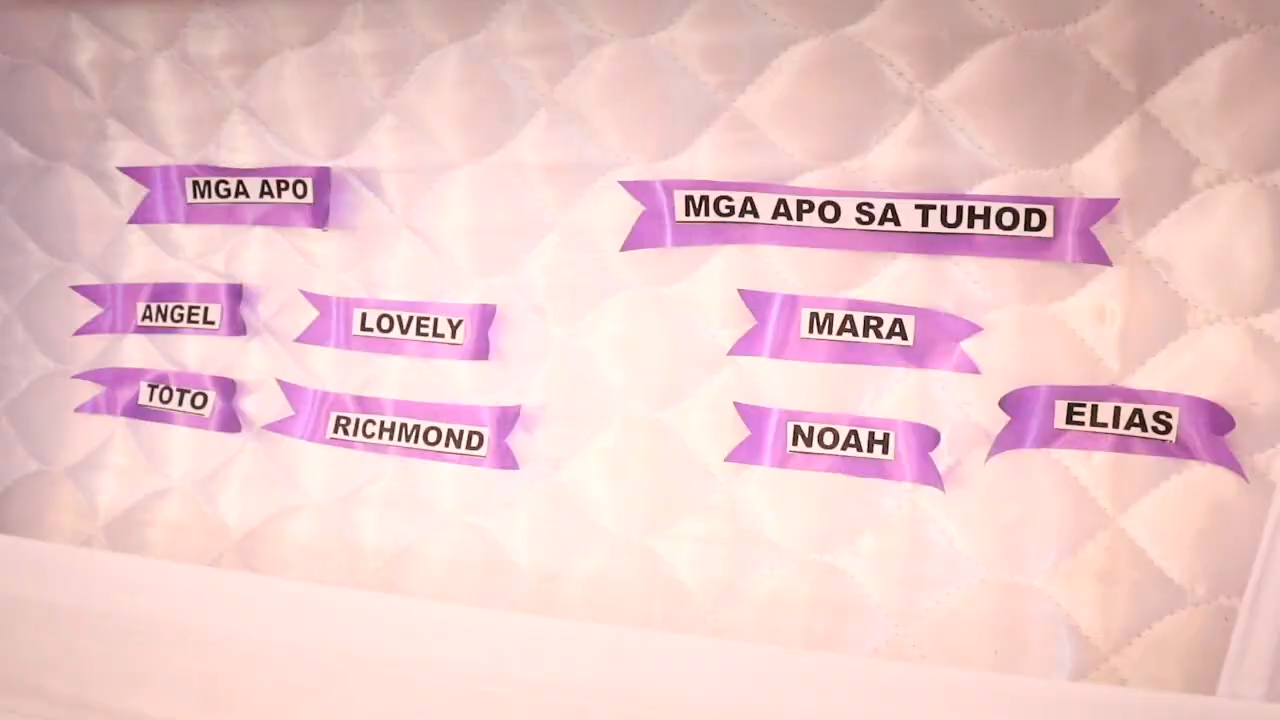 MGA APO
ANGEL
LOVELY
TOTO
RICHMOND
MGA APO SA TUHOD
MARA
NOAH
ELIAS